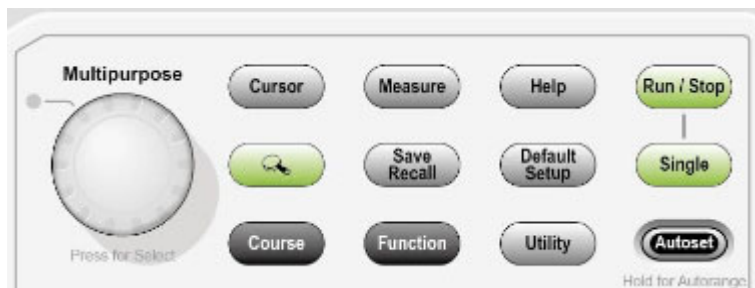 Multipurpose
Cursor
Measure
Help
Run / Stop
Save
Recall
Default
Setup
Single
Course
Function
Utility
Autoset
Press for Select
Hold for Autorange